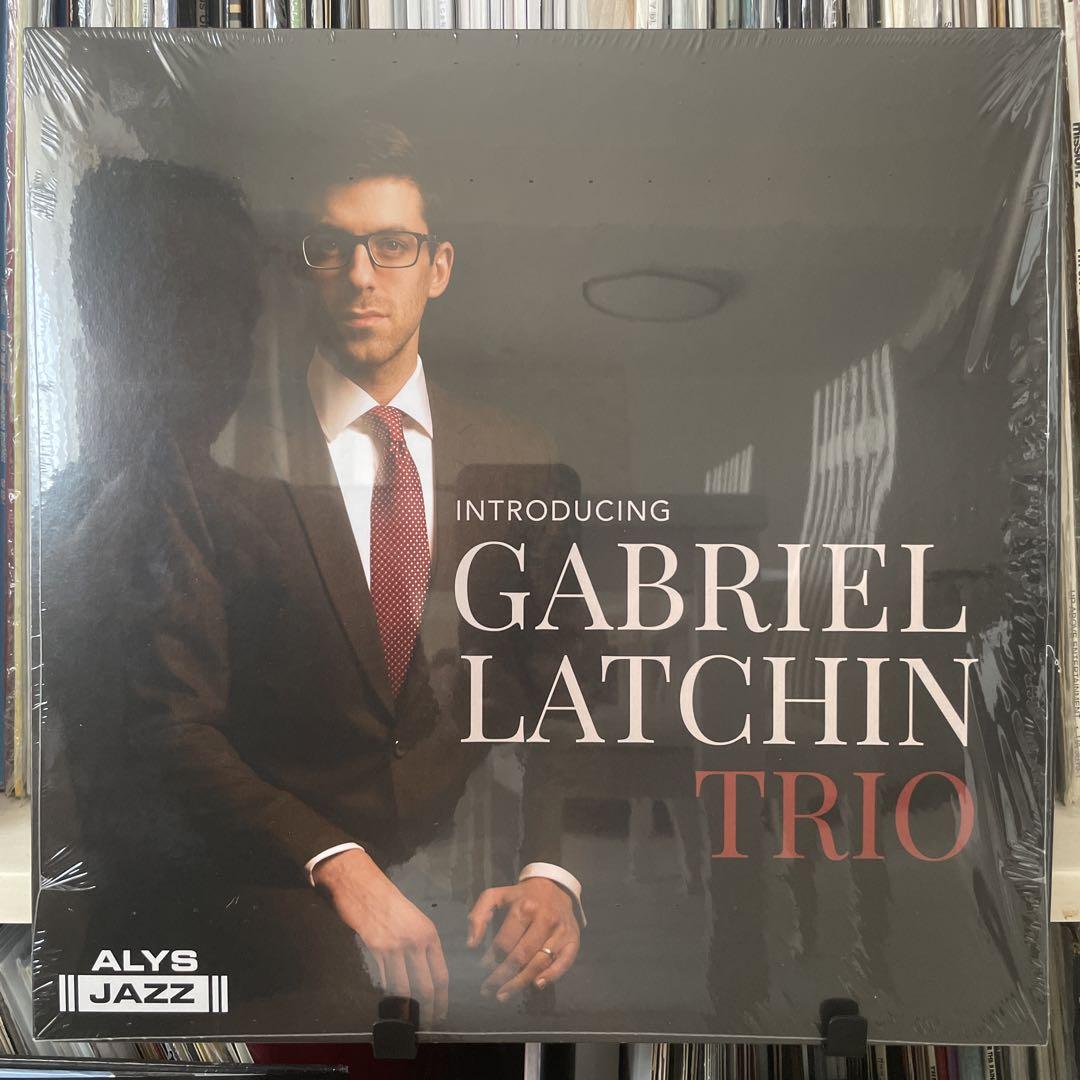 INTRODUCING
GABRIEL
LATCHIN
TRIO
ALYS
JAZZ